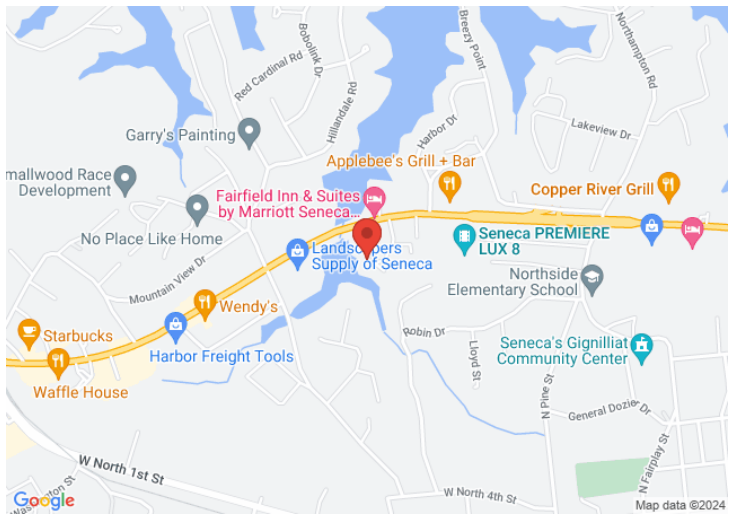 Bobolink Dr
Breezy Point
Northampton Rd
Red Cardinal Rd
Hillandale Rd
Garry's Painting
Harbor Dr
Lakeview Dr
Applebee's Grill + Bar
mallwood Race
Development
Fairfield Inn & Suites
by Marriott Seneca...
Copper River Grill
No Place Like Home
Landscapers
Supply of Seneca
Seneca PREMIERE
LUX 8
Mountain View Dr
Northside
Elementary School
Wendy's
Starbucks
Harbor Freight Tools
Robin Dr
Lloyd St
Seneca's Gignilliat
Community Center
Waffle House
N Pine St
General Dozier Dr
W North 1st St
N Fairplay St
W North 4th St
Google
Map data ©2024